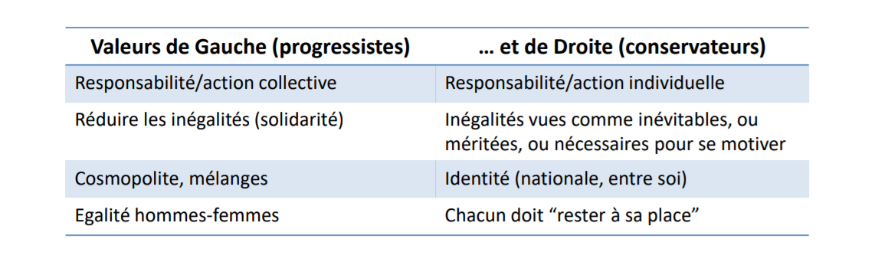 Valeurs de Gauche (progressistes)
… et de Droite (conservateurs)
Responsabilité/action collective
Responsabilité/action individuelle
Réduire les inégalités (solidarité)
Inégalités vues comme inévitables, ou
méritées, ou nécessaires pour se motiver
Cosmopolite, mélanges
Identité (nationale, entre soi)
Egalité hommes-femmes
Chacun doit “rester à sa place”